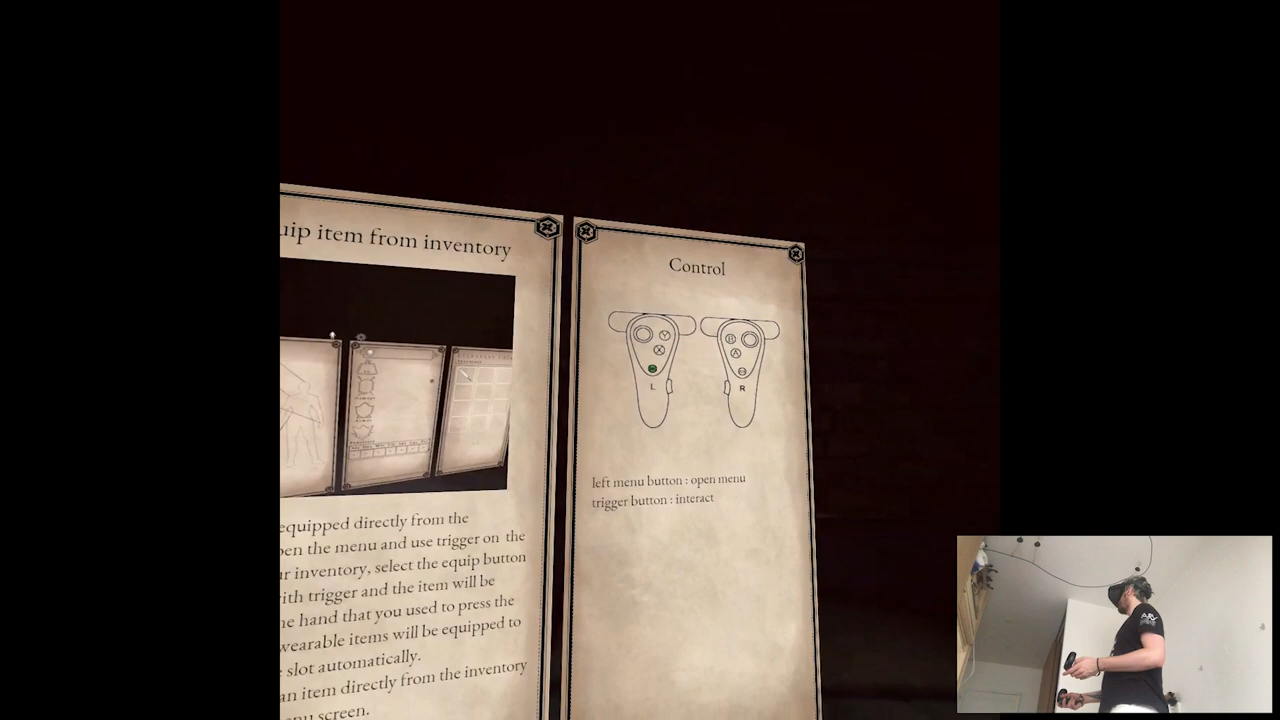 uip item from inventory
equipped directly from the
pen the menu and use trigger on the
ur inventory, select the equip button
ith trigger and the item will be
he hand that you used to press the
wearable items will be equipped to
slot automatically.
an item directly from the inventory
enu screen.
Control
Y
X
L
B
A
R
left menu button : open menu
trigger button : interact